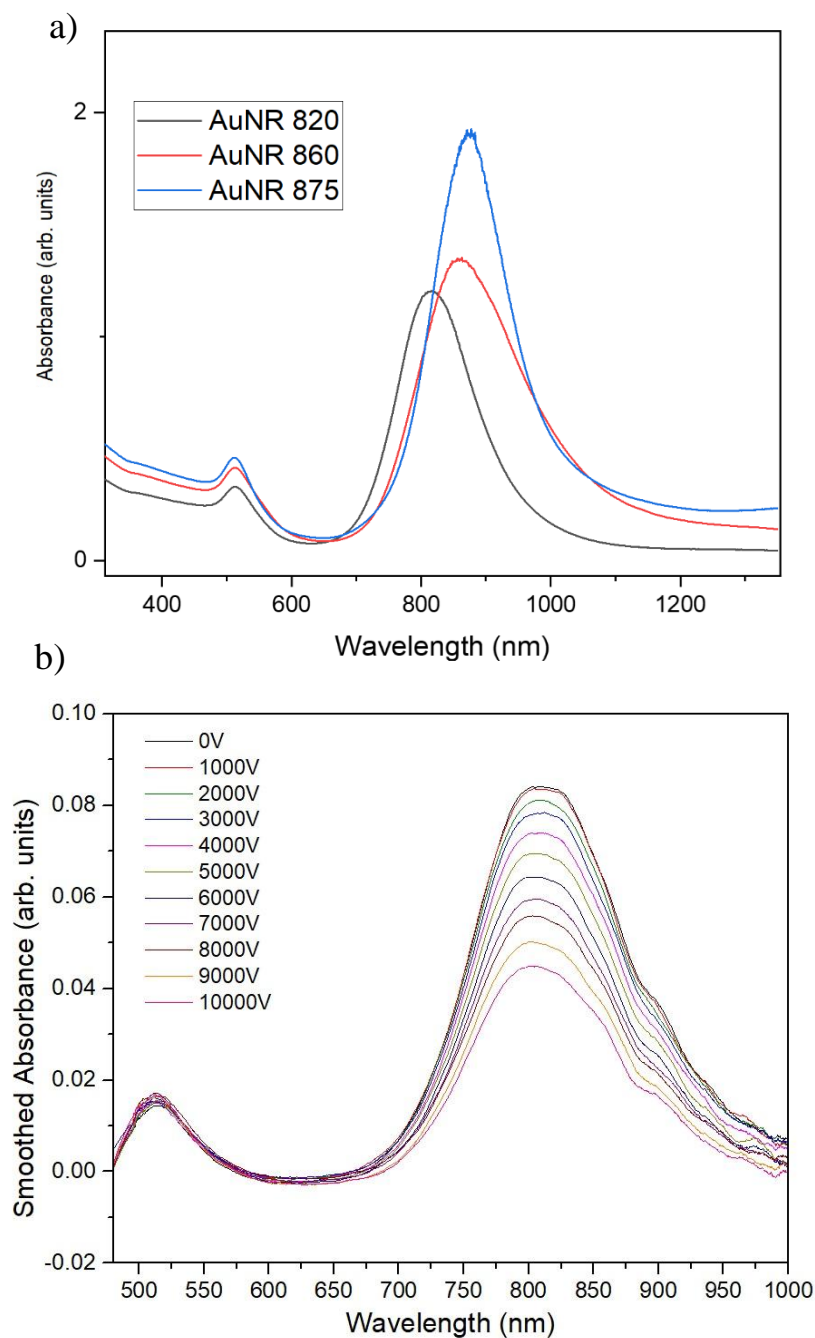 a)
2
AuNR 820
AuNR 860
AuNR 875
Absorbance (arb. units)
0
400 600 800 1000 1200
Wavelength (nm)
b)
0.10
0V
1000V
0.08
2000V
3000V
4000V
0.06
5000V
6000V
7000V
0.04
8000V
9000V
10000V
Smoothed Absorbance (arb. units)
0.02
0.00
-0.02
500 550 600 650 700 750 800 850 900 950 1000
Wavelength (nm)